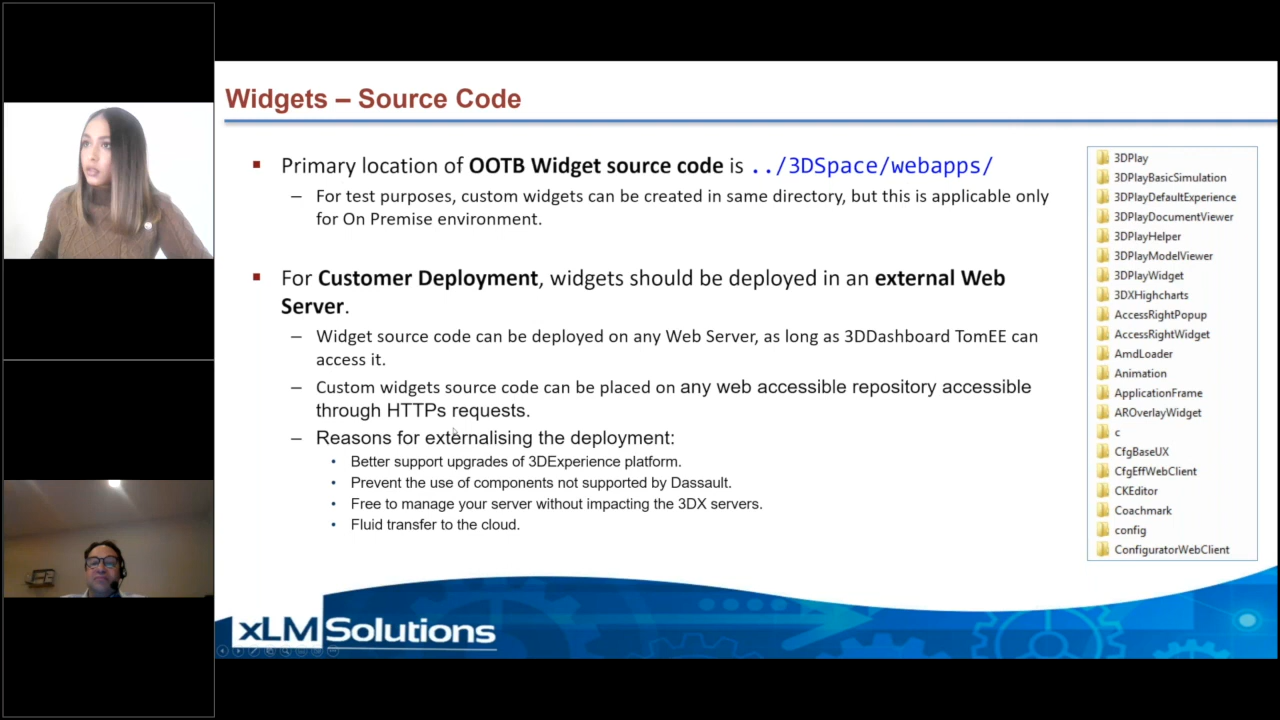 Widgets – Source Code
Primary location of OOTB Widget source code is ../3DSpace/webapps/
– For test purposes, custom widgets can be created in same directory, but this is applicable only
for On Premise environment.
For Customer Deployment, widgets should be deployed in an external Web
Server.
– Widget source code can be deployed on any Web Server, as long as 3DDashboard TomEE can
access it.
– Custom widgets source code can be placed on any web accessible repository accessible
through HTTPs requests.
– Reasons for externalising the deployment:
• Better support upgrades of 3DExperience platform.
• Prevent the use of components not supported by Dassault.
• Free to manage your server without impacting the 3DX servers.
• Fluid transfer to the cloud.
3DPlay
3DPlayBasicSimulation
3DPlayDefaultExperience
3DPlayDocumentViewer
3DPlayHelper
3DPlayModelViewer
3DPlayWidget
3DXHighcharts
AccessRightPopup
AccessRightWidget
AmdLoader
Animation
ApplicationFrame
AROverlayWidget
c
CfgBaseUX
CfgEffWebClient
CKEditor
Coachmark
config
ConfiguratorWebClient
xLM Solutions